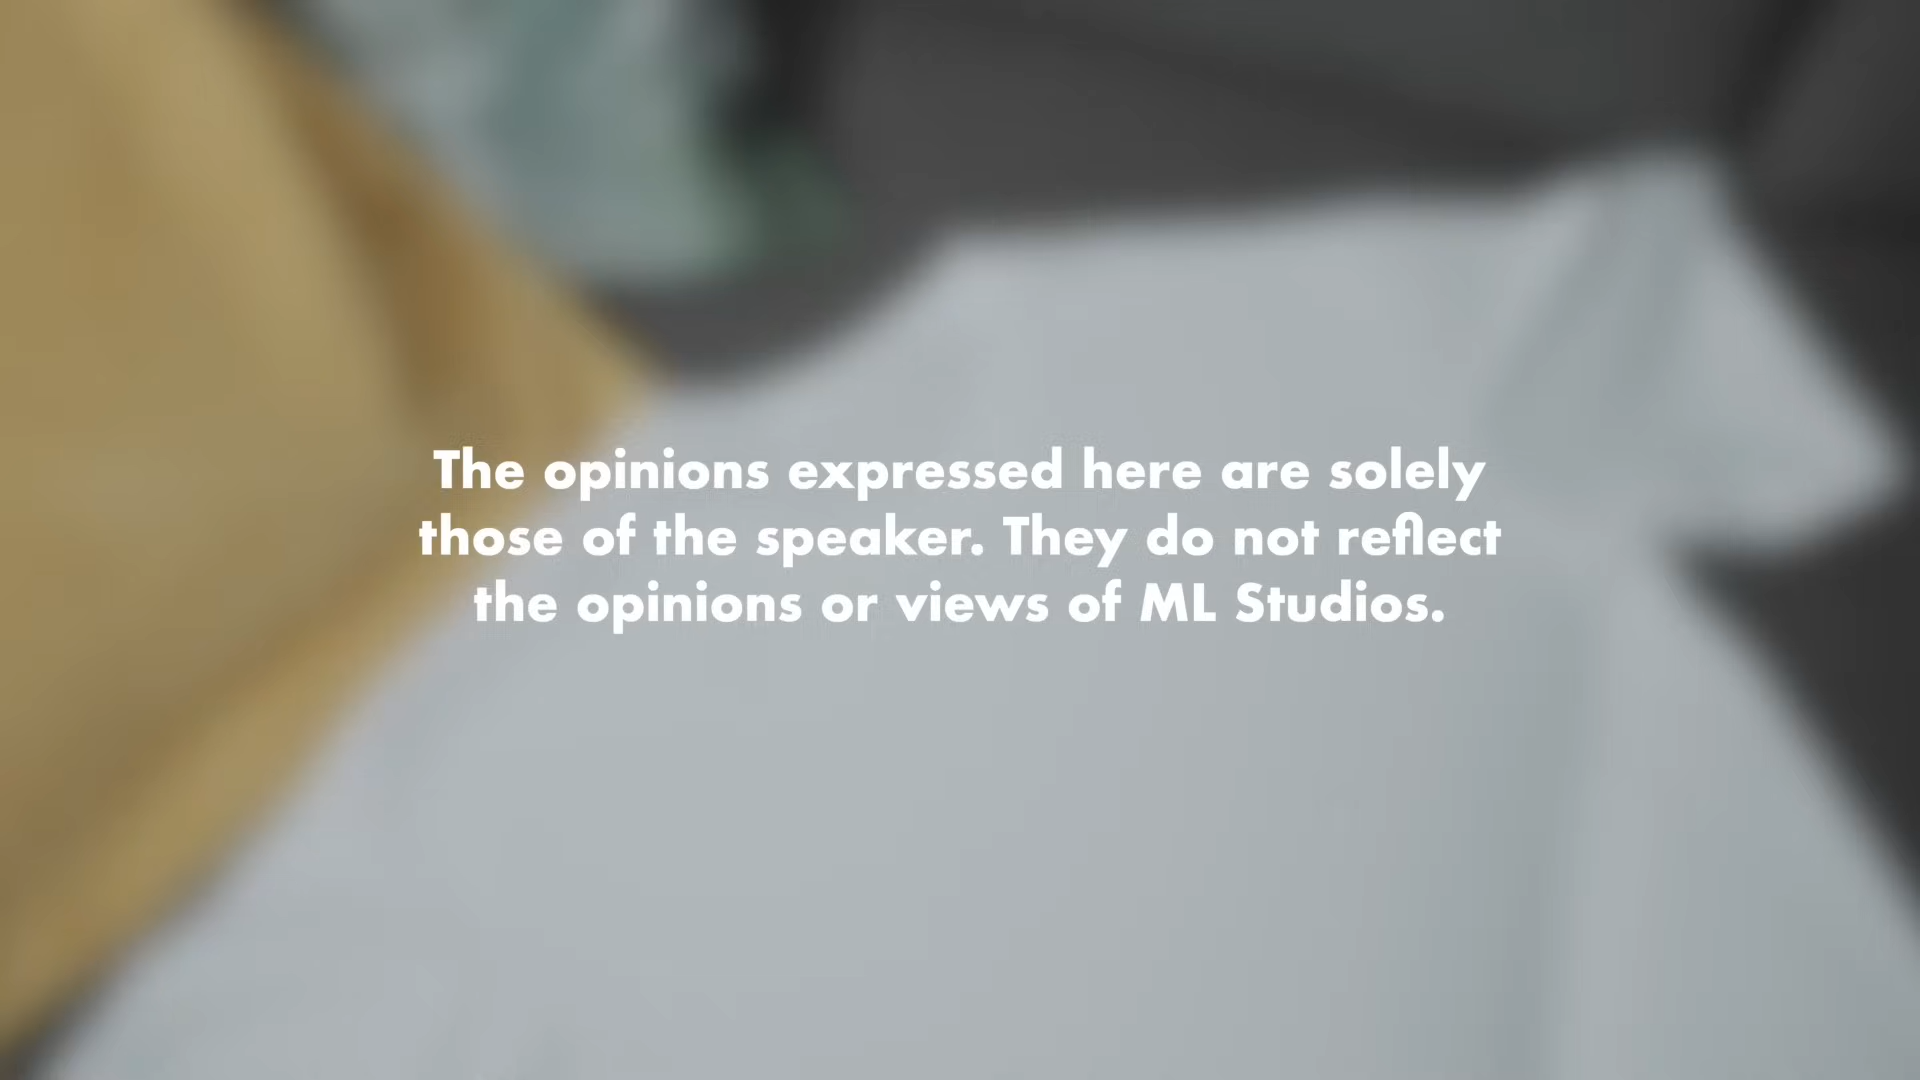 The opinions expressed here are solely
those of the speaker. They do not reflect
the opinions or views of ML Studios.